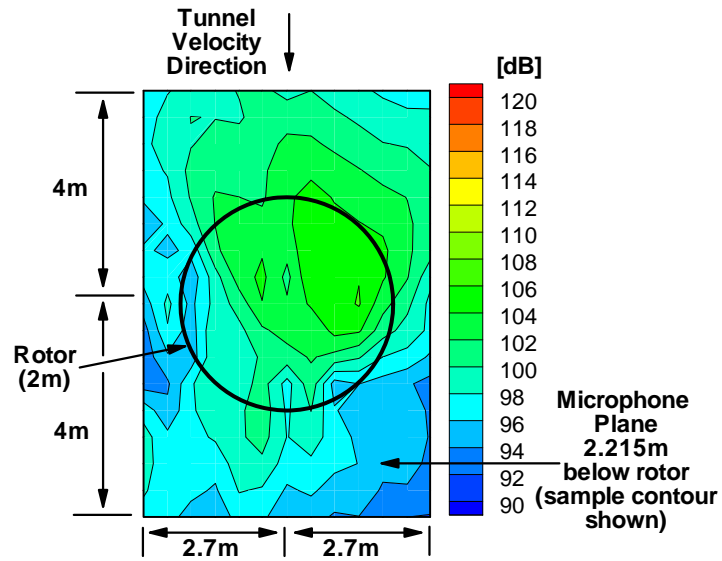 Tunnel
Velocity
Direction
[dB]
120
118
116
114
112
110
108
106
104
102
100
98
96
94
92
90
4m
4m
Rotor
(2m)
Microphone
Plane
2.215m
below rotor
(sample contour
shown)
2.7m
2.7m